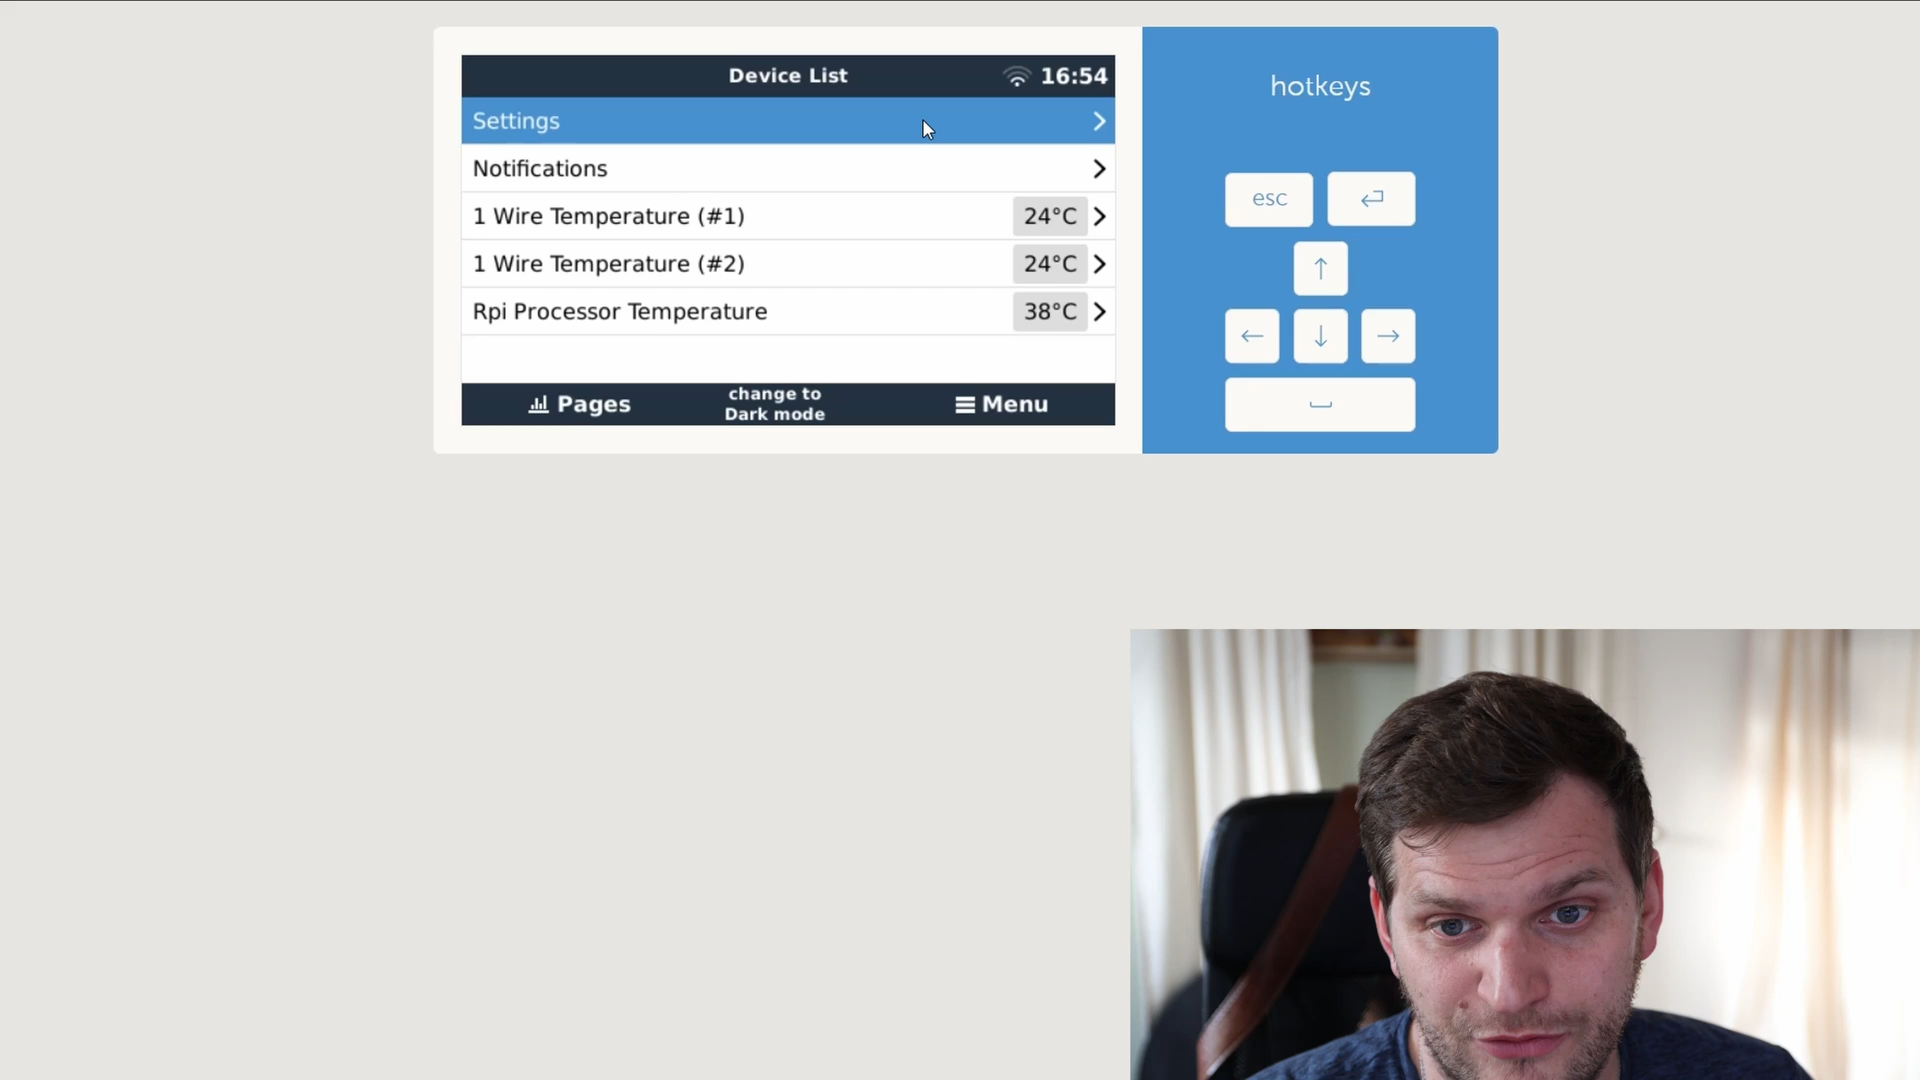 Device List 16:54
Settings
Notifications
1 Wire Temperature (#1) 24°C
1 Wire Temperature (#2) 24°C
Rpi Processor Temperature 38°C
Pages
change to
Dark mode
Menu
hotkeys
esc